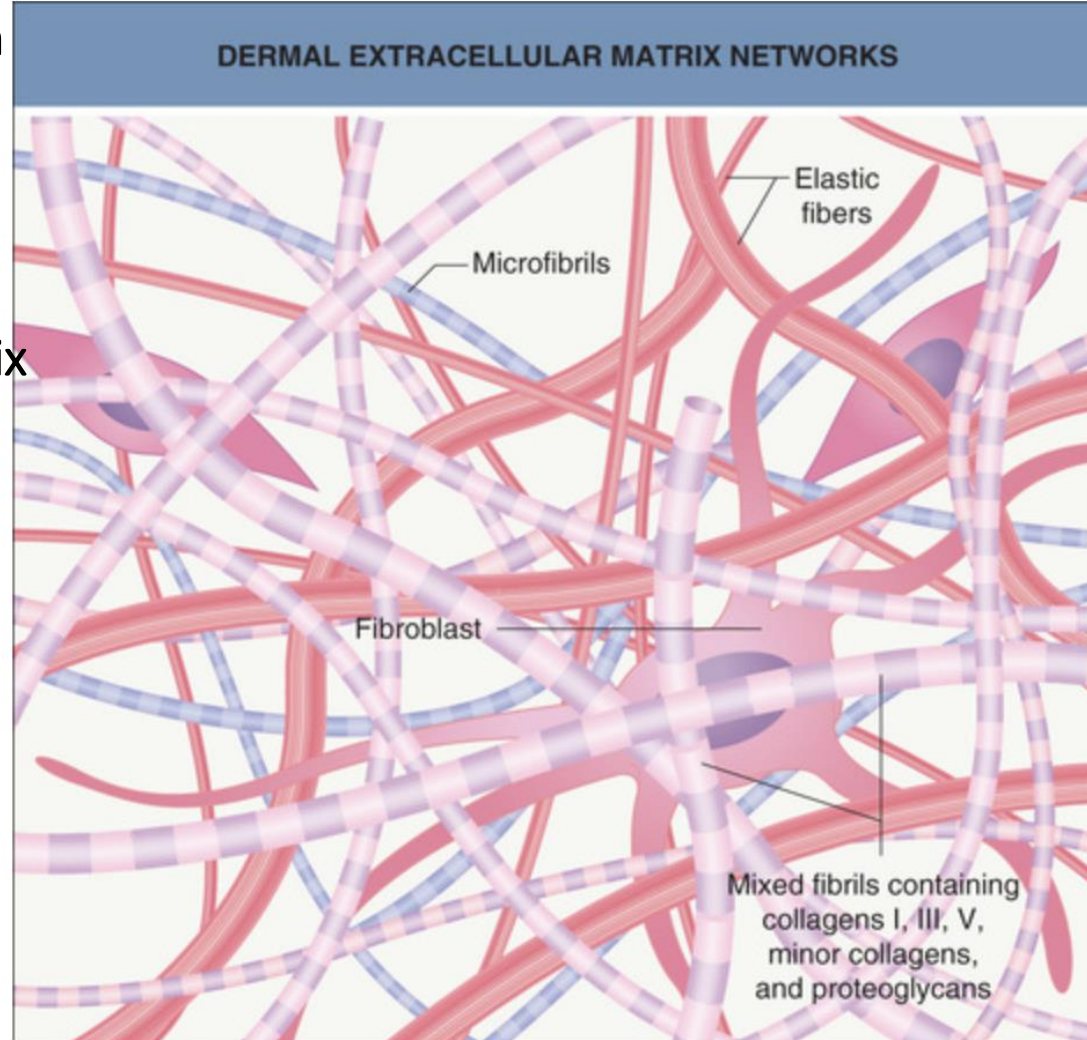 DERMAL EXTRACELLULAR MATRIX NETWORKS
Elastic
fibers
Microfibrils
ix
Fibroblast
Mixed fibrils containing
collagens I, III, V,
minor collagens,
and proteoglycans